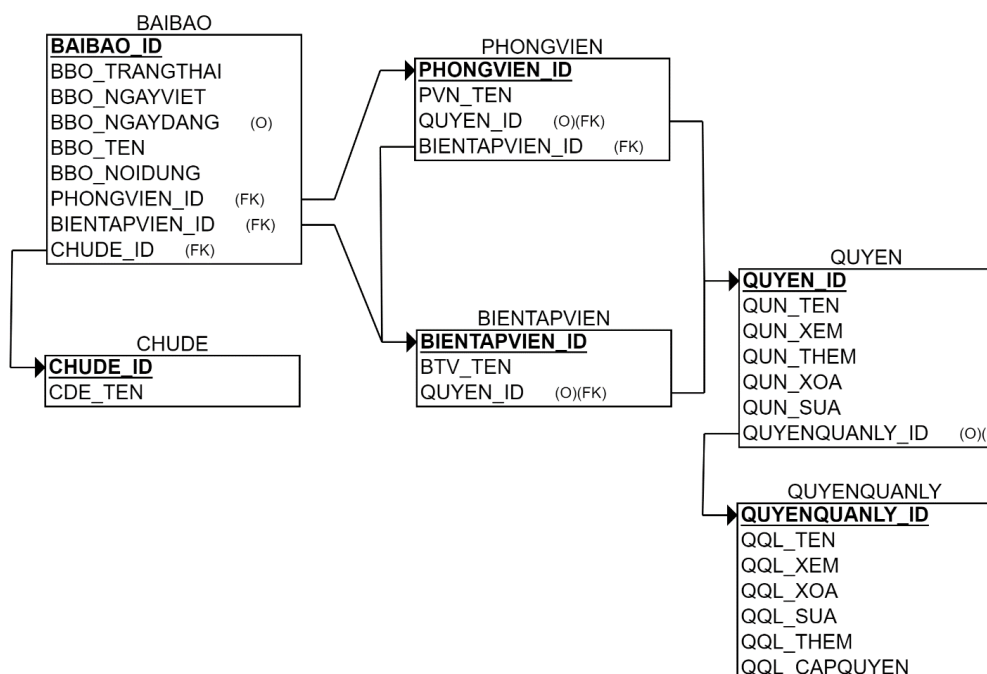 BAIBAO
BAIBAO_ID
BBO_TRANGTHAI
BBO_NGAYVIET
BBO_NGAYDANG (O)
BBO_TEN
BBO_NOIDUNG
PHONGVIEN_ID (FK)
BIENTAPVIEN_ID (FK)
CHUDE_ID (FK)
CHUDE
CHUDE_ID
CDE_TEN
PHONGVIEN
PHONGVIEN_ID
PVN_TEN
QUYEN_ID (O)(FK)
BIENTAPVIEN_ID (FK)
BIENTAPVIEN
BIENTAPVIEN_ID
BTV_TEN
QUYEN_ID (O)(FK)
QUYEN
QUYEN_ID
QUN_TEN
QUN_XEM
QUN_THEM
QUN_XOA
QUN_SUA
QUYENQUANLY_ID (O)(
QUYENQUANLY
QUYENQUANLY_ID
QQL_TEN
QQL_XEM
QQL_XOA
QQL_SUA
QQL_THEM
QQL_CAPQUYEN